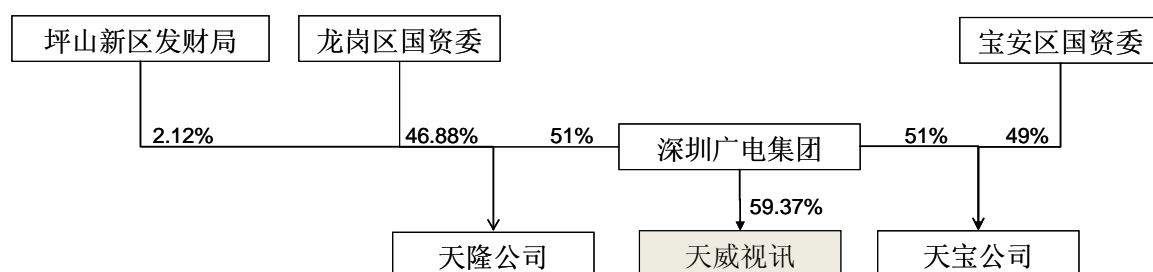 坪山新区发财局
龙岗区国资委
宝安区国资委
2.12%
46.88%
51%
深圳广电集团
51%
49%
59.37%
天隆公司
天威视讯
天宝公司